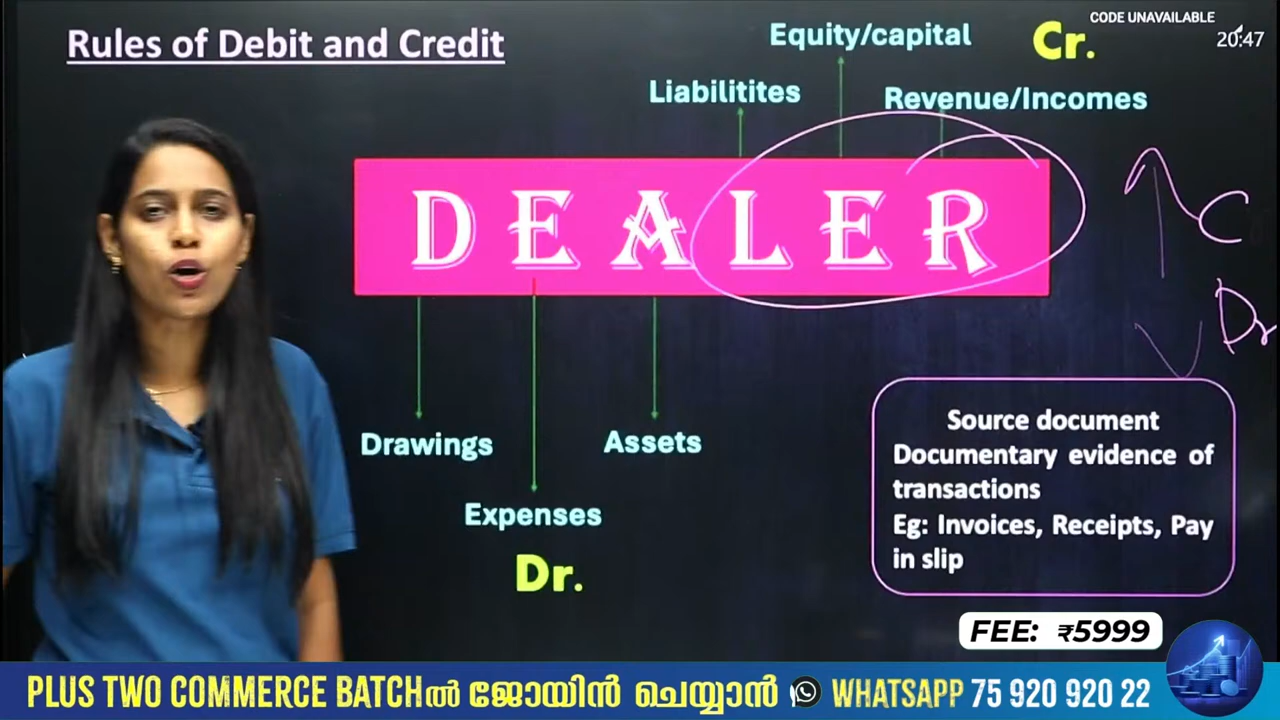 CODE UNAVAILABLE
20:47
Rules of Debit and Credit
Equity/capital
Cr.
Liabilitites
Revenue/Incomes
DEALER
C
Dr
Drawings
Assets
Expenses
Dr.
Source document
Documentary evidence of
transactions
Eg: Invoices, Receipts, Pay
in slip
FEE: ₹5999
PLUS TWO COMMERCE BATCHൽ ജോയിൻ ചെയ്യാൻ WHATSAPP 75 920 920 22